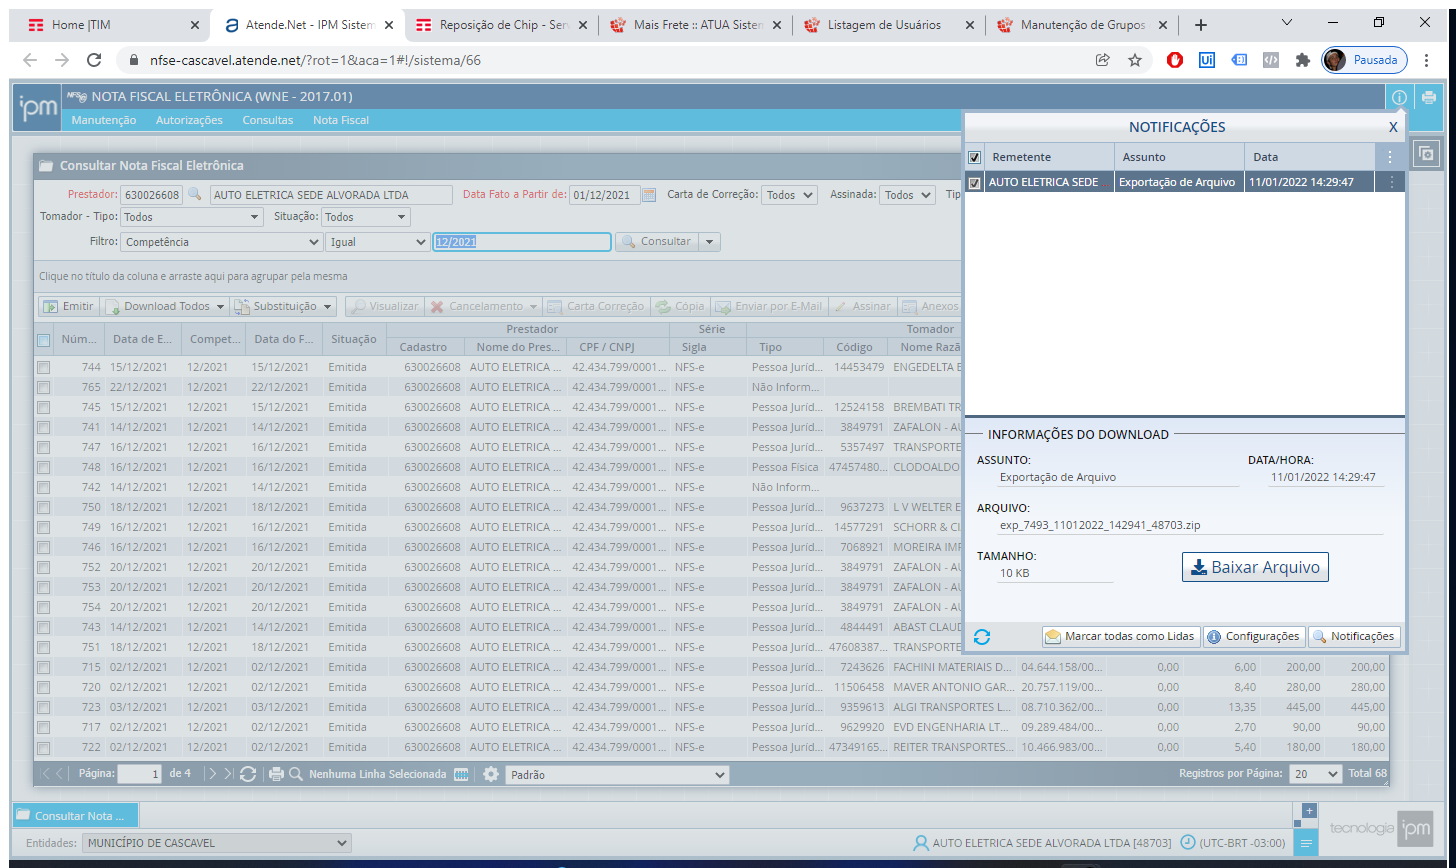 Home |TIM
Atende.Net - IPM Sistem
Reposição de Chip - Ser
Mais Frete :: ATUA Sistem
Listagem de Usuários
Manutenção de Grupos
nfse-cascavel.atende.net/?rot=1&aca=1#!/sistema/66
Pausada
ipm
NFS-e NOTA FISCAL ELETRÔNICA (WNE - 2017.01)
Manutenção Autorizações Consultas Nota Fiscal
Consultar Nota Fiscal Eletrônica
Prestador: 630026608 AUTO ELETRICA SEDE ALVORADA LTDA Data Fato a Partir de: 01/12/2021 Carta de Correção: Todos Assinada: Todos Tip
Tomador - Tipo: Todos Situação: Todos
Filtro: Competência Igual 12/2021 Consultar
Clique no título da coluna e arraste aqui para agrupar pela mesma
Emitir Download Todos Substituição Visualizar Cancelamento Carta Correção Cópia Enviar por E-Mail Assinar Anexos
Prestador Série Tomador
Núm... Data de E... Compet... Data do F... Situação Cadastro Nome do Pres... CPF / CNPJ Sigla Tipo Código Nome Razã
744 15/12/2021 12/2021 15/12/2021 Emitida 630026608 AUTO ELETRICA ... 42.434.799/0001... NFS-e Pessoa Juríd... 14453479 ENGEDELTA E
765 22/12/2021 12/2021 22/12/2021 Emitida 630026608 AUTO ELETRICA ... 42.434.799/0001... NFS-e Não Inform...
745 15/12/2021 12/2021 15/12/2021 Emitida 630026608 AUTO ELETRICA ... 42.434.799/0001... NFS-e Pessoa Juríd... 12524158 BREMBATI TR
741 14/12/2021 12/2021 14/12/2021 Emitida 630026608 AUTO ELETRICA ... 42.434.799/0001... NFS-e Pessoa Juríd... 3849791 ZAFALON - AU
747 16/12/2021 12/2021 16/12/2021 Emitida 630026608 AUTO ELETRICA ... 42.434.799/0001... NFS-e Pessoa Juríd... 5357497 TRANSPORTE
748 16/12/2021 12/2021 16/12/2021 Emitida 630026608 AUTO ELETRICA ... 42.434.799/0001... NFS-e Pessoa Física 47457480... CLODOALDO
742 14/12/2021 12/2021 14/12/2021 Emitida 630026608 AUTO ELETRICA ... 42.434.799/0001... NFS-e Não Inform...
750 18/12/2021 12/2021 18/12/2021 Emitida 630026608 AUTO ELETRICA ... 42.434.799/0001... NFS-e Pessoa Juríd... 9637273 L V WELTER E
749 16/12/2021 12/2021 16/12/2021 Emitida 630026608 AUTO ELETRICA ... 42.434.799/0001... NFS-e Pessoa Juríd... 14577291 SCHORR & CI
746 16/12/2021 12/2021 16/12/2021 Emitida 630026608 AUTO ELETRICA ... 42.434.799/0001... NFS-e Pessoa Juríd... 7068921 MOREIRA IMP
752 20/12/2021 12/2021 20/12/2021 Emitida 630026608 AUTO ELETRICA ... 42.434.799/0001... NFS-e Pessoa Juríd... 3849791 ZAFALON - AU
753 20/12/2021 12/2021 20/12/2021 Emitida 630026608 AUTO ELETRICA ... 42.434.799/0001... NFS-e Pessoa Juríd... 3849791 ZAFALON - AU
754 20/12/2021 12/2021 20/12/2021 Emitida 630026608 AUTO ELETRICA ... 42.434.799/0001... NFS-e Pessoa Juríd... 3849791 ZAFALON - AU
743 14/12/2021 12/2021 14/12/2021 Emitida 630026608 AUTO ELETRICA ... 42.434.799/0001... NFS-e Pessoa Juríd... 4844491 ABAST CLAUD
751 18/12/2021 12/2021 18/12/2021 Emitida 630026608 AUTO ELETRICA ... 42.434.799/0001... NFS-e Pessoa Juríd... 47608387... TRANSPORTE
715 02/12/2021 12/2021 02/12/2021 Emitida 630026608 AUTO ELETRICA ... 42.434.799/0001... NFS-e Pessoa Juríd... 7243626 FACHINI MATERIAIS D... 04.644.158/00... 0,00 6,00 200,00 200,00
720 02/12/2021 12/2021 02/12/2021 Emitida 630026608 AUTO ELETRICA ... 42.434.799/0001... NFS-e Pessoa Juríd... 11506458 MAVER ANTONIO GAR... 20.757.119/00... 0,00 8,40 280,00 280,00
723 03/12/2021 12/2021 03/12/2021 Emitida 630026608 AUTO ELETRICA ... 42.434.799/0001... NFS-e Pessoa Juríd... 9359613 ALGI TRANSPORTES L... 08.710.362/00... 0,00 13,35 445,00 445,00
717 02/12/2021 12/2021 02/12/2021 Emitida 630026608 AUTO ELETRICA ... 42.434.799/0001... NFS-e Pessoa Juríd... 9629920 EVD ENGENHARIA LT... 09.289.484/00... 0,00 2,70 90,00 90,00
722 02/12/2021 12/2021 02/12/2021 Emitida 630026608 AUTO ELETRICA ... 42.434.799/0001... NFS-e Pessoa Juríd... 47349165... REITER TRANSPORTES... 10.466.983/00... 0,00 5,40 180,00 180,00
Página: 1 de 4 Nenhuma Linha Selecionada Padrão Registros por Página: 20 Total 68
NOTIFICAÇÕES X
Remetente Assunto Data
AUTO ELETRICA SEDE Exportação de Arquivo 11/01/2022 14:29:47
INFORMAÇÕES DO DOWNLOAD
ASSUNTO: DATA/HORA:
Exportação de Arquivo 11/01/2022 14:29:47
ARQUIVO:
exp_7493_11012022_142941_48703.zip
TAMANHO:
10 KB
Baixar Arquivo
Marcar todas como Lidas Configurações Notificações
Consultar Nota ...
Entidades: MUNICÍPIO DE CASCAVEL
AUTO ELETRICA SEDE ALVORADA LTDA [48703] (UTC-BRT -03:00)
tecnologia ipm